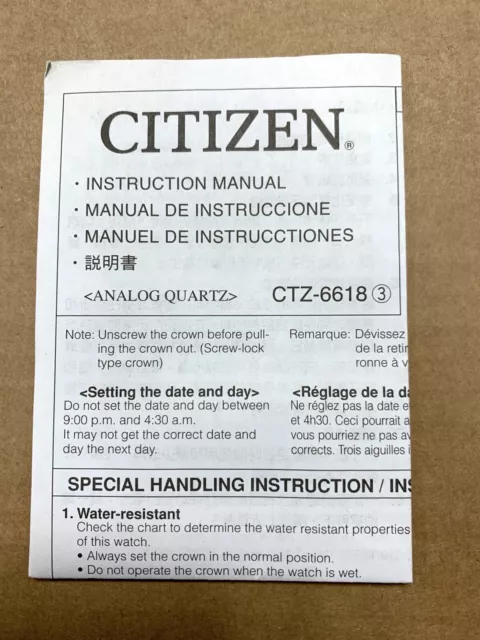 CITIZEN®
· INSTRUCTION MANUAL
· MANUAL DE INSTRUCCIONE
· MANUEL DE INSTRUCCTIONES
· 説明書
<ANALOG QUARTZ> CTZ-6618 ③
Note: Unscrew the crown before pull-
ing the crown out. (Screw-lock
type crown)
<Setting the date and day>
Do not set the date and day between
9:00 p.m. and 4:30 a.m.
It may not get the correct date and
day the next day.
Remarque: Dévissez
de la retir
ronne à v
<Réglage de la da
Ne réglez pas la date e
et 4h30. Ceci pourrait a
vous pourriez ne pas av
corrects. Trois aiguilles i
SPECIAL HANDLING INSTRUCTION / INS
1. Water-resistant
Check the chart to determine the water resistant properties
of this watch.
• Always set the crown in the normal position.
• Do not operate the crown when the watch is wet.